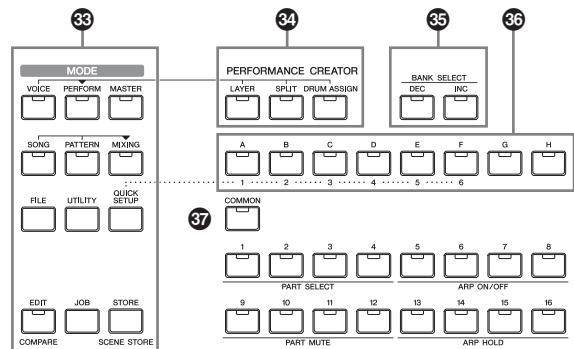 33 34 35 36
MODE PERFORMANCE CREATOR BANK SELECT
VOICE PERFORM MASTER LAYER SPLIT DRUM ASSIGN DEC INC
SONG PATTERN MIXING A B C D E F G H
1 2 3 4 5 6
FILE UTILITY QUICK SETUP 37 COMMON
1 2 3 4 5 6 7 8
PART SELECT ARP ON/OFF
EDIT JOB STORE 9 10 11 12 13 14 15 16
COMPARE SCENE STORE PART MUTE ARP HOLD